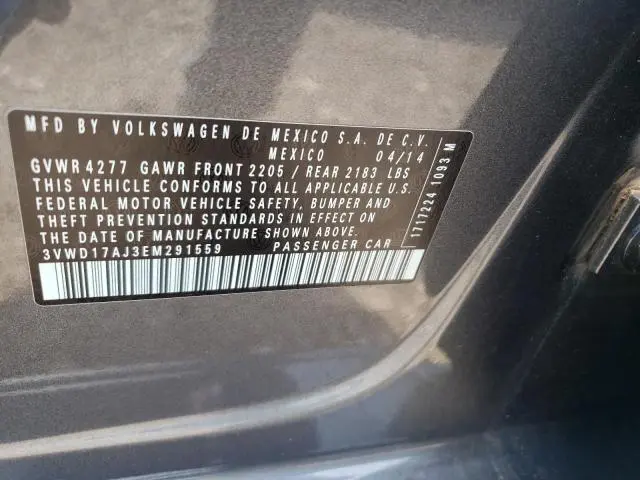 MFD BY VOLKSWAGEN DE MEXICO S.A. DE C.V.
MEXICO 04/14
GVWR 4277 GAWR FRONT 2205 / REAR 2183 LBS
THIS VEHICLE CONFORMS TO ALL APPLICABLE U.S.
FEDERAL MOTOR VEHICLE SAFETY, BUMPER AND
THEFT PREVENTION STANDARDS IN EFFECT ON
THE DATE OF MANUFACTURE SHOWN ABOVE.
3VWD17AJ3EM291559 PASSENGER CAR
1717224 1093 M